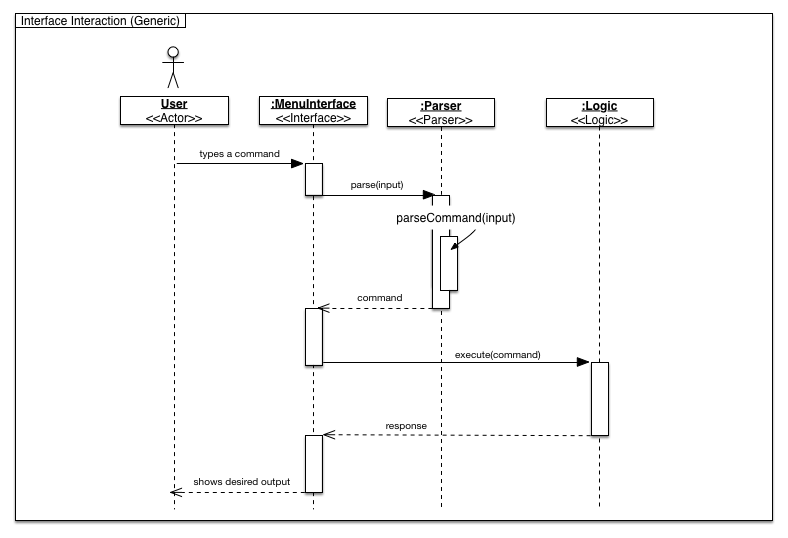 Interface Interaction (Generic)
User
<<Actor>>
:MenuInterface
<<Interface>>
:Parser
<<Parser>>
:Logic
<<Logic>>
types a command
parse(input)
parseCommand(input)
command
execute(command)
response
shows desired output